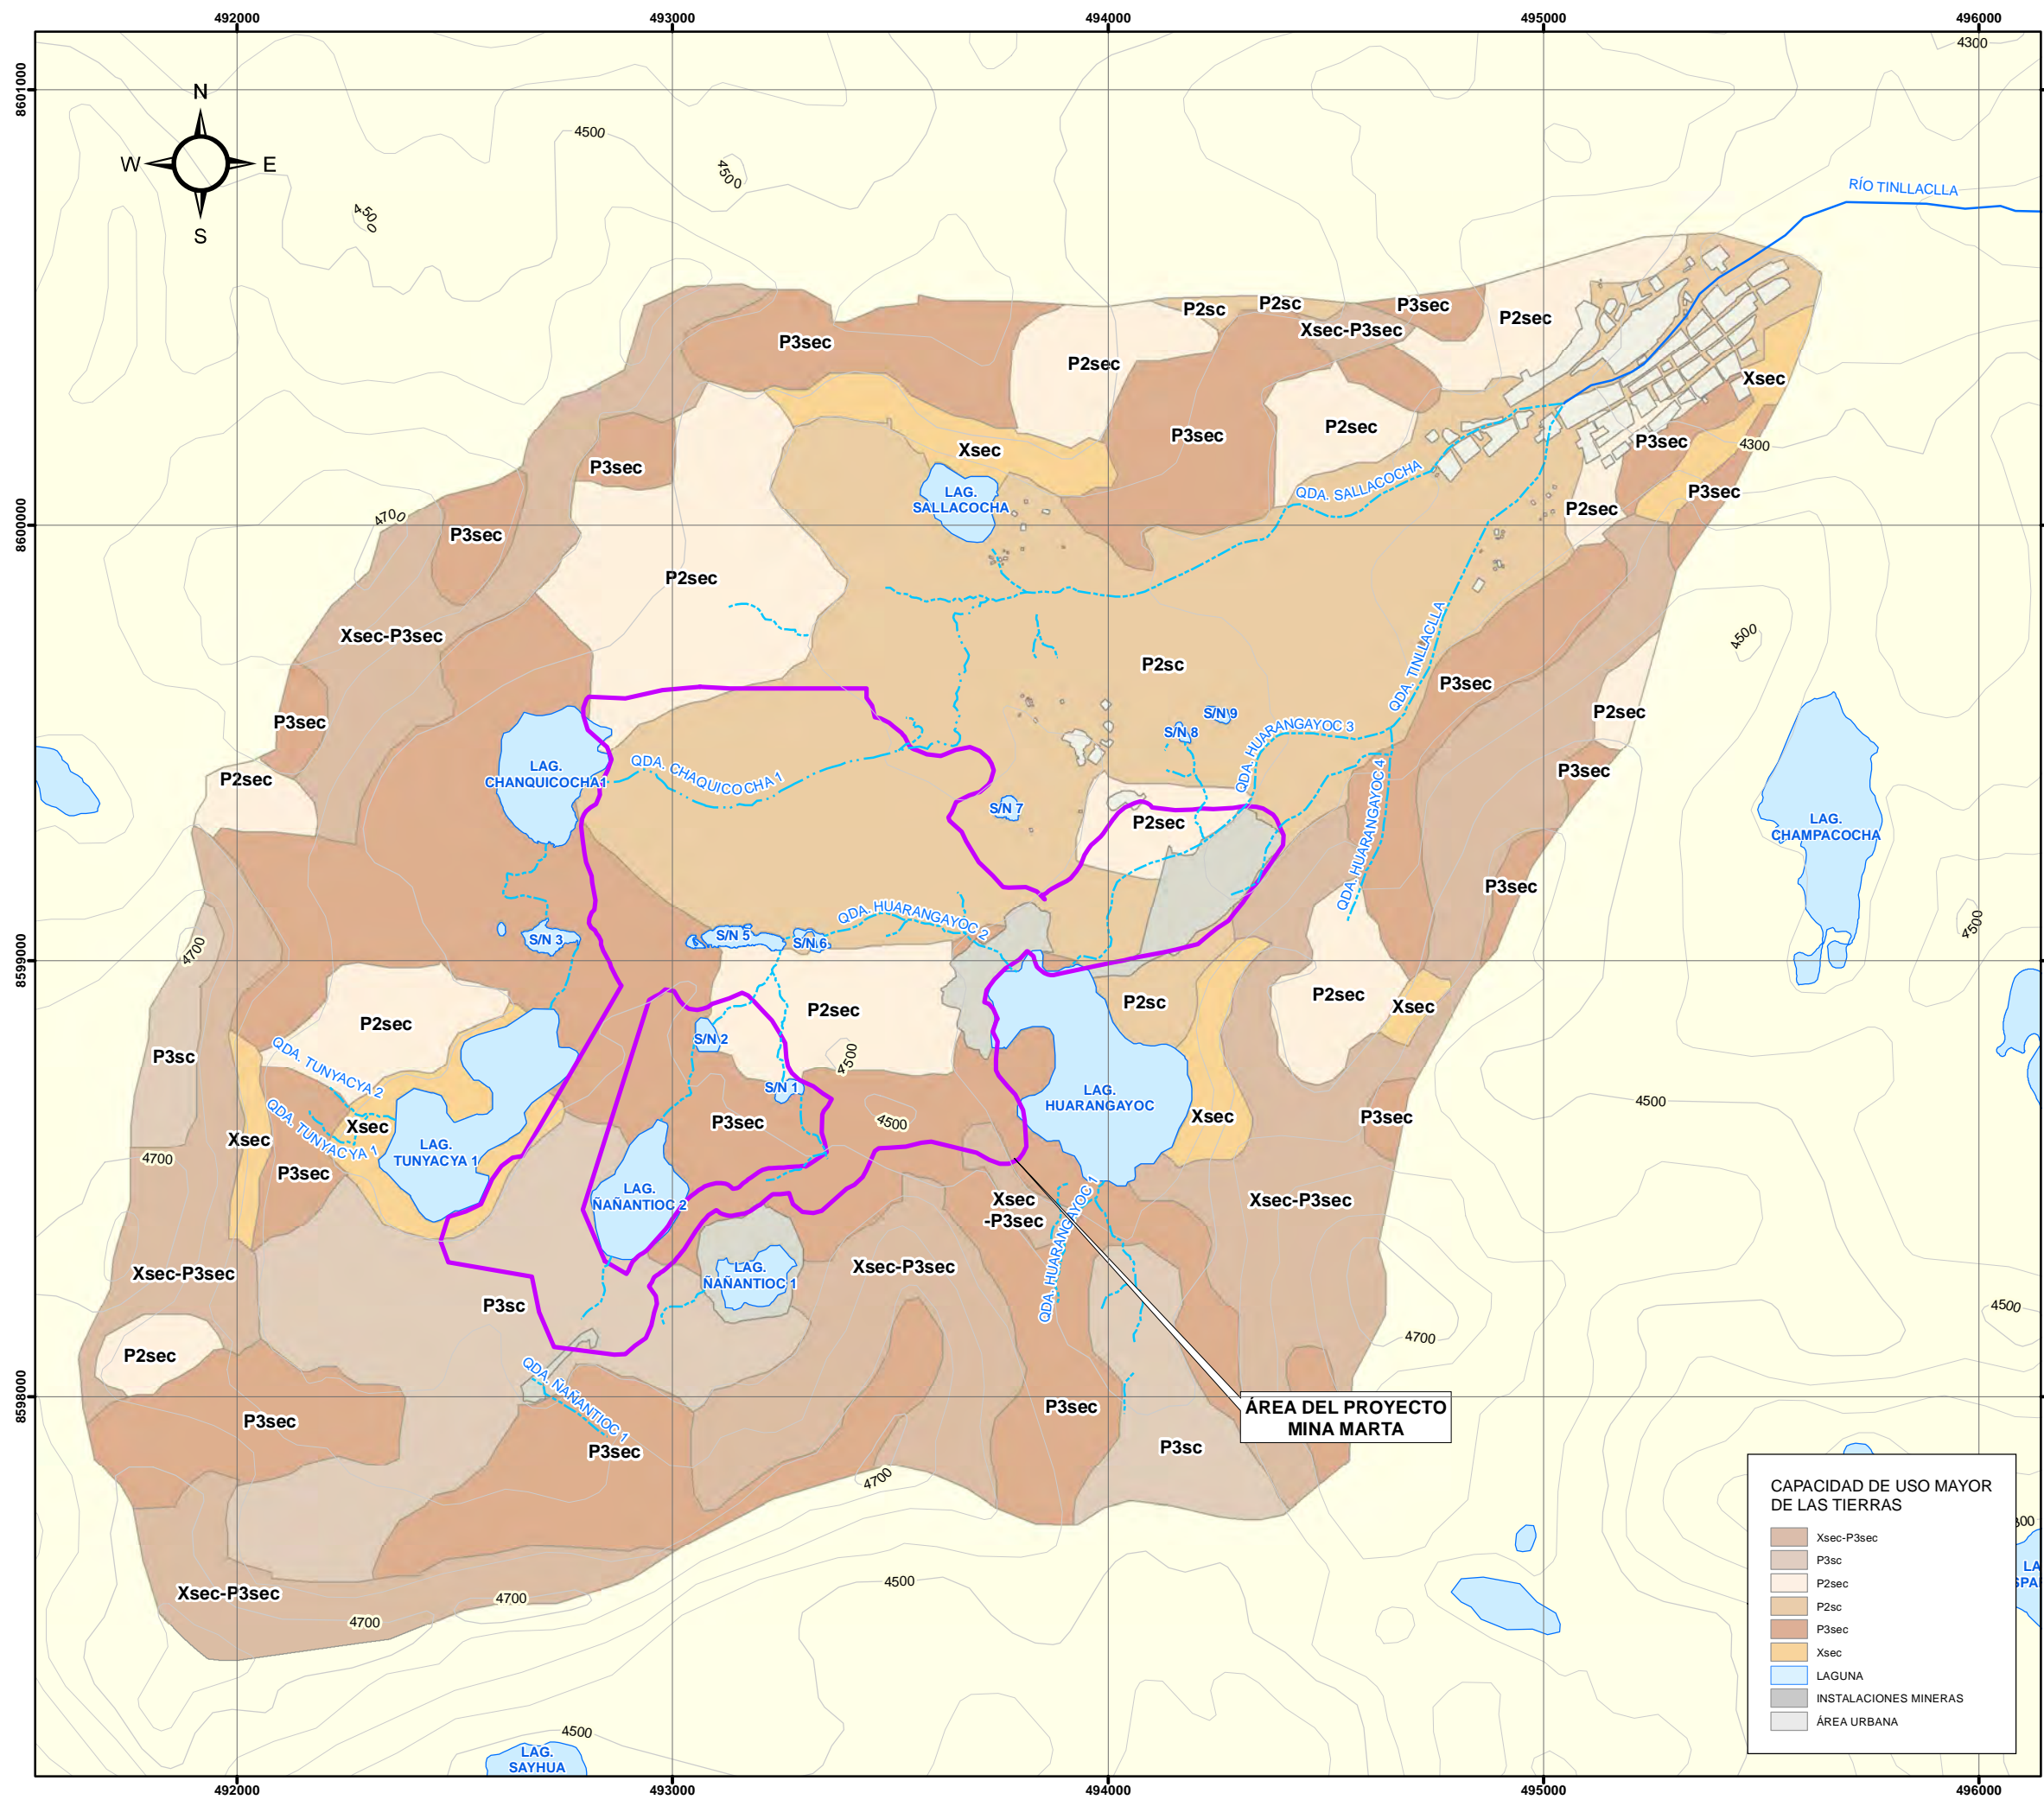 492000
493000
494000
495000
496000
8601000
4300
N
W
E
S
4500
4500
4500
RÍO TINLLACLLA
P2sc
P2sc
P3sec
Xsec-P3sec
P2sec
P3sec
P2sec
Xsec
P2sec
P3sec
Xsec
P3sec
P3sec
4300
QDA. SALLACOCHA
P3sec
LAG.
SALLACOCHA
P2sec
8600000
4700
P3sec
P2sec
QDA. TINLLACLLA
4500
Xsec-P3sec
P2sc
P3sec
P3sec
P2sec
S/N 9
S/N 8
QDA. HUARANGAYOC 3
P2sec
LAG.
CHANQUICOCHA1
QDA. CHAQUICOCHA 1
P3sec
S/N 7
P2sec
QDA. HUARANGAYOC 4
LAG.
CHAMPACOCHA
P3sec
4700
S/N 3
S/N 5
S/N 6
QDA. HUARANGAYOC 2
4500
8599000
P2sec
P2sec
P2sc
P2sec
Xsec
S/N 2
P3sc
QDA. TUNYACYA 2
4500
S/N 1
LAG.
HUARANGAYOC
4500
Xsec
Xsec
QDA. TUNYACYA 1
P3sec
4500
Xsec
P3sec
4700
LAG.
TUNYACYA 1
P3sec
LAG.
ÑAÑANTIOC 2
Xsec
-P3sec
Xsec-P3sec
QDA. HUARANGAYOC 1
Xsec-P3sec
LAG.
ÑAÑANTIOC 1
Xsec-P3sec
P3sc
4500
4700
P2sec
QDA. ÑAÑANTIOC 1
8598000
P3sec
P3sec
P3sec
ÁREA DEL PROYECTO
MINA MARTA
P3sc
4700
CAPACIDAD DE USO MAYOR
DE LAS TIERRAS
Xsec-P3sec
P3sc
P2sec
P2sc
P3sec
Xsec
LAGUNA
INSTALACIONES MINERAS
ÁREA URBANA
Xsec-P3sec
4700
4700
4500
4500
LAG.
SAYHUA
492000
493000
494000
495000
496000